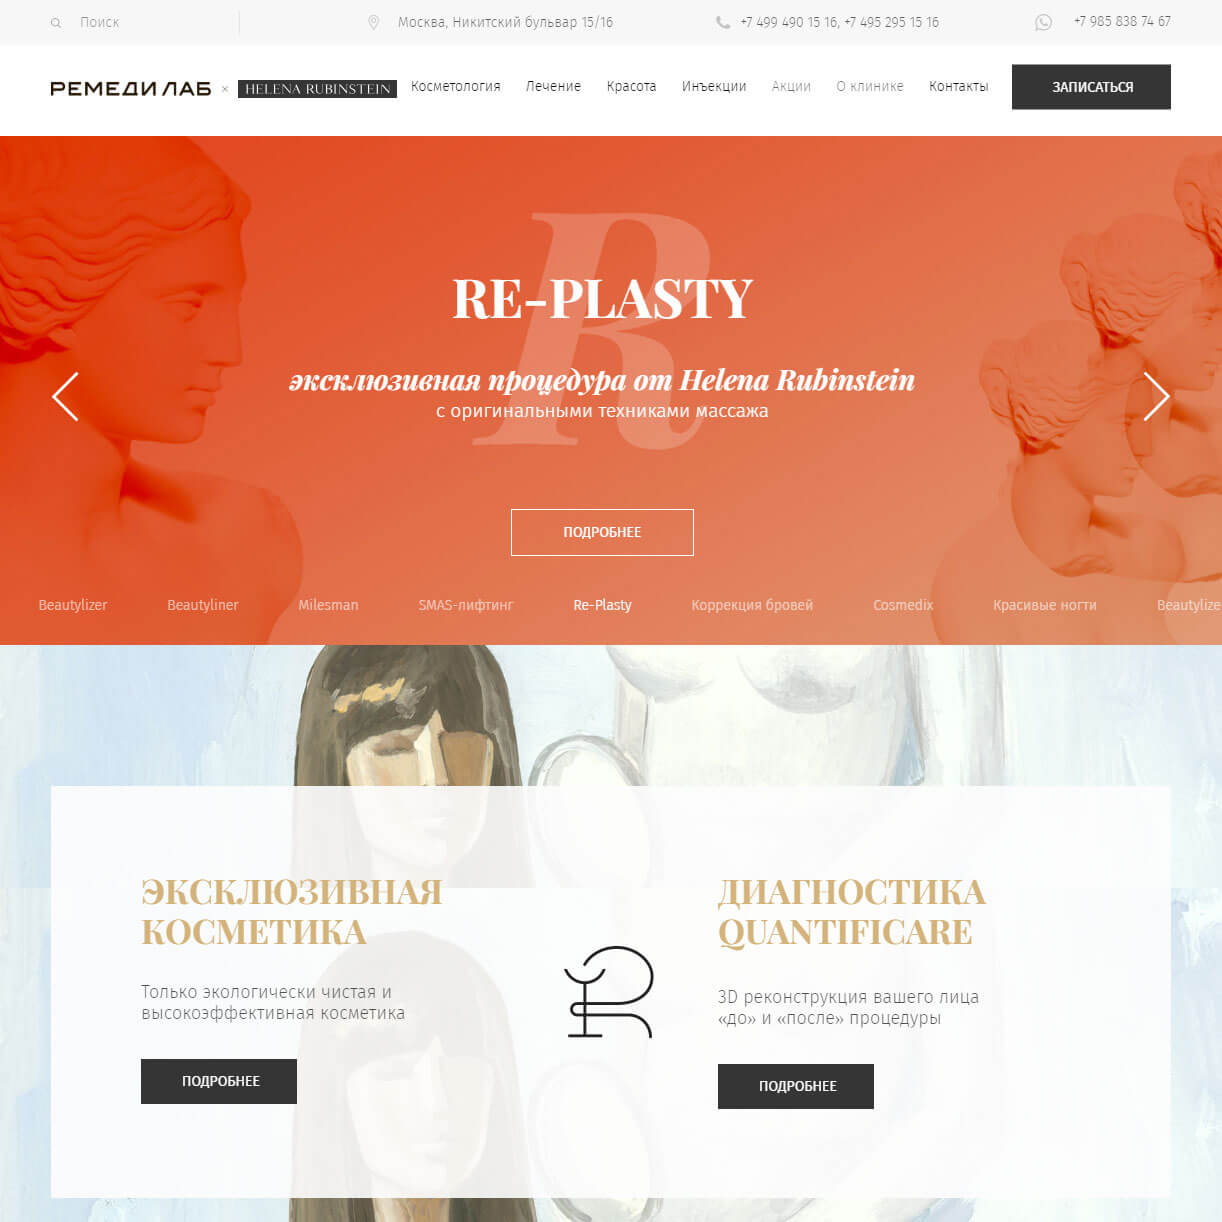 Поиск
Москва, Никитский бульвар 15/16
+7 499 490 15 16, +7 495 295 15 16
+7 985 838 74 67
РЕМЕДИ ЛАБ × HELENA RUBINSTEIN
Косметология Лечение Красота Инъекции Акции О клинике Контакты
ЗАПИСАТЬСЯ
R
RE-PLASTY
эксклюзивная процедура от Helena Rubinstein
с оригинальными техниками массажа
ПОДРОБНЕЕ
Beautylizer Beautyliner Milesman SMAS-лифтинг Re-Plasty Коррекция бровей Cosmedix Красивые ногти Beautylize
ЭКСКЛЮЗИВНАЯ
КОСМЕТИКА
Только экологически чистая и
высокоэффективная косметика
ПОДРОБНЕЕ
ДИАГНОСТИКА
QUANTIFICARE
3D реконструкция вашего лица
«до» и «после» процедуры
ПОДРОБНЕЕ